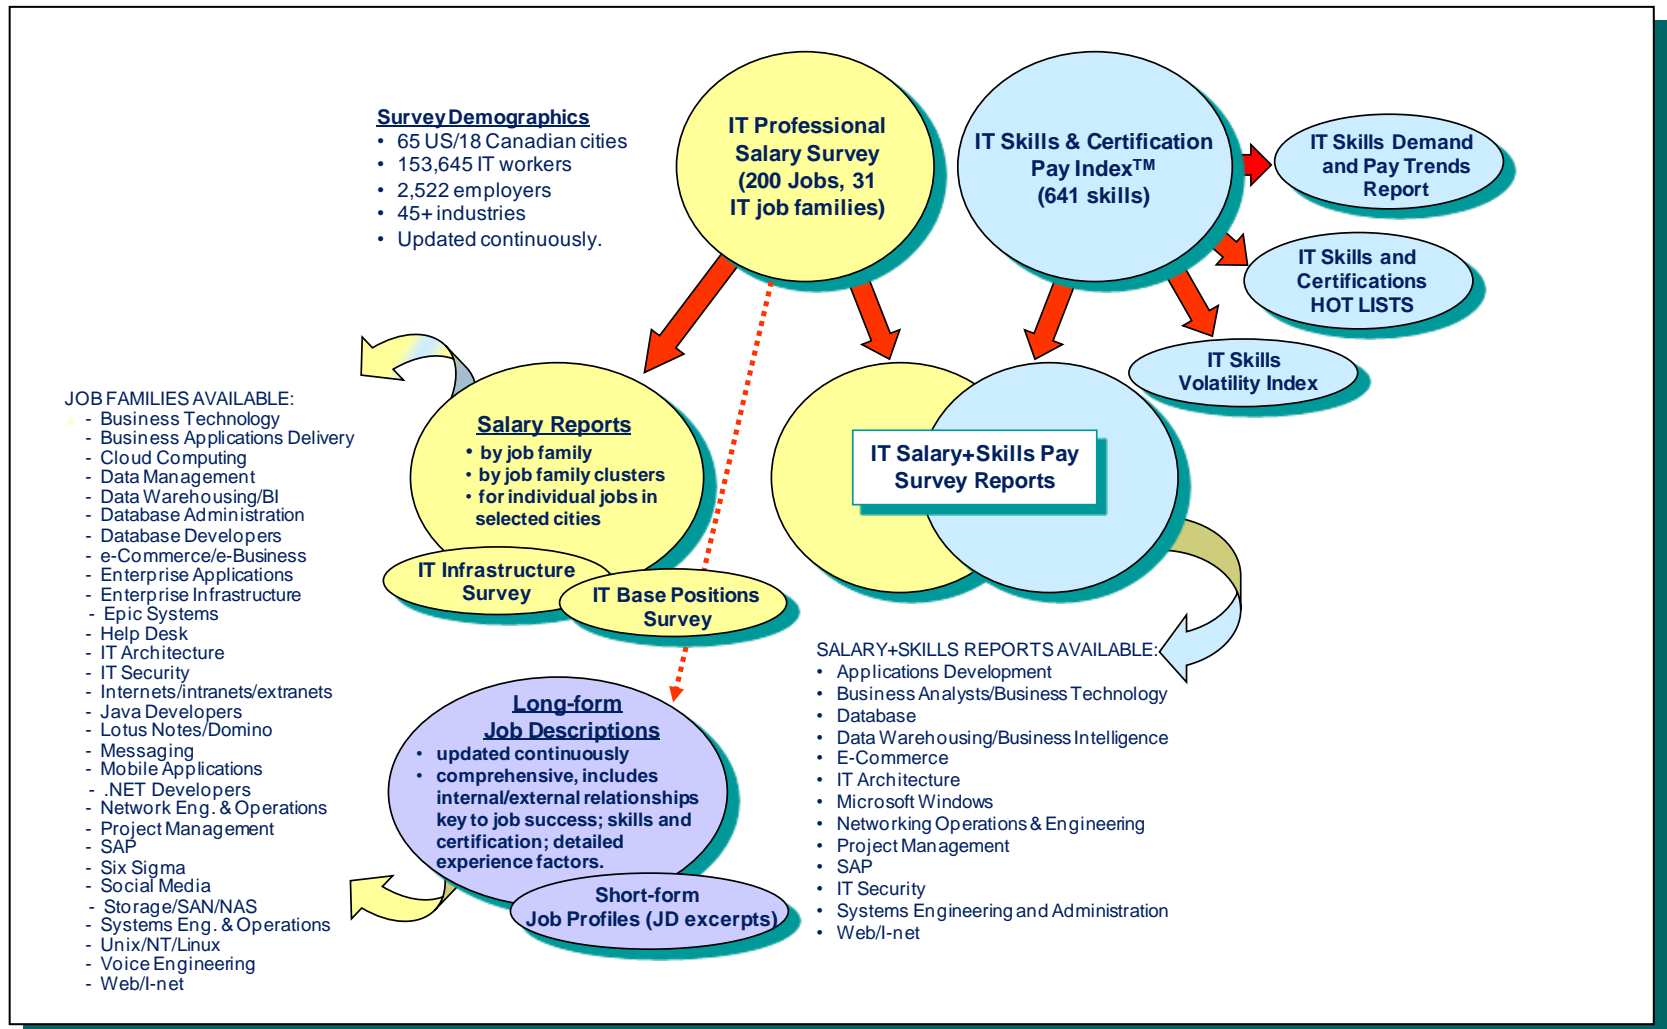 Survey Demographics
• 65 US/18 Canadian cities
• 153,645 IT workers
• 2,522 employers
• 45+ industries
• Updated continuously.
IT Professional
Salary Survey
(200 Jobs, 31
IT job families)
IT Skills & Certification
Pay Index™
(641 skills)
IT Skills Demand
and Pay Trends
Report
IT Skills and
Certifications
HOT LISTS
IT Skills
Volatility Index
Salary Reports
• by job family
• by job family clusters
• for individual jobs in
selected cities
IT Infrastructure
Survey
IT Base Positions
Survey
IT Salary+Skills Pay
Survey Reports
JOB FAMILIES AVAILABLE:
- Business Technology
- Business Applications Delivery
- Cloud Computing
- Data Management
- Data Warehousing/BI
- Database Administration
- Database Developers
- e-Commerce/e-Business
- Enterprise Applications
- Enterprise Infrastructure
- Epic Systems
- Help Desk
- IT Architecture
- IT Security
- Internets/intranets/extranets
- Java Developers
- Lotus Notes/Domino
- Messaging
- Mobile Applications
- .NET Developers
- Network Eng. & Operations
- Project Management
- SAP
- Six Sigma
- Social Media
- Storage/SAN/NAS
- Systems Eng. & Operations
- Unix/NT/Linux
- Voice Engineering
- Web/I-net
Long-form
Job Descriptions
• updated continuously
• comprehensive, includes
internal/external relationships
key to job success; skills and
certification; detailed
experience factors.
Short-form
Job Profiles (JD excerpts)
SALARY+SKILLS REPORTS AVAILABLE:
• Applications Development
• Business Analysts/Business Technology
• Database
• Data Warehousing/Business Intelligence
• E-Commerce
• IT Architecture
• Microsoft Windows
• Networking Operations & Engineering
• Project Management
• SAP
• IT Security
• Systems Engineering and Administration
• Web/I-net